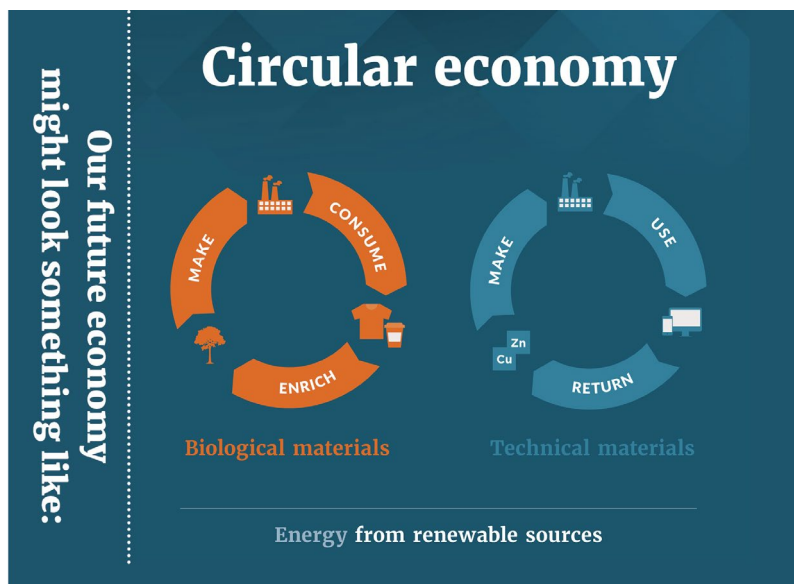 Our future economy
might look something like:
Circular economy
MAKE
CONSUME
ENRICH
Biological materials
MAKE
USE
Zn
Cu
RETURN
Technical materials
Energy from renewable sources